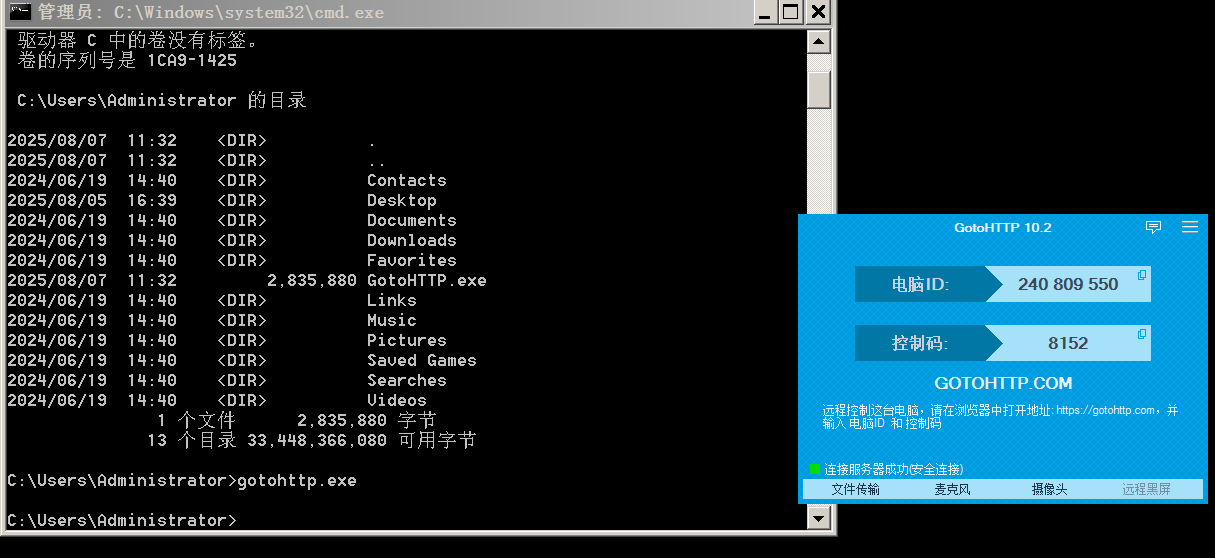 管理员: C:\Windows\system32\cmd.exe
驱动器 C 中的卷没有标签。
卷的序列号是 1CA9-1425
C:\Users\Administrator 的目录
2025/08/07  11:32    <DIR>          .
2025/08/07  11:32    <DIR>          ..
2024/06/19  14:40    <DIR>          Contacts
2025/08/05  16:39    <DIR>          Desktop
2024/06/19  14:40    <DIR>          Documents
2024/06/19  14:40    <DIR>          Downloads
2024/06/19  14:40    <DIR>          Favorites
2025/08/07  11:32         2,835,880 GotoHTTP.exe
2024/06/19  14:40    <DIR>          Links
2024/06/19  14:40    <DIR>          Music
2024/06/19  14:40    <DIR>          Pictures
2024/06/19  14:40    <DIR>          Saved Games
2024/06/19  14:40    <DIR>          Searches
2024/06/19  14:40    <DIR>          Videos
1 个文件      2,835,880 字节
13 个目录 33,448,366,080 可用字节
C:\Users\Administrator>gotohttp.exe
C:\Users\Administrator>
GotoHTTP 10.2
电脑ID: 240 809 550
控制码: 8152
GOTOHTTP.COM
远程控制这台电脑，请在浏览器中打开地址: https://gotohttp.com，并
输入 电脑ID 和 控制码
连接服务器成功(安全连接)
文件传输 麦克风 摄像头 远程黑屏